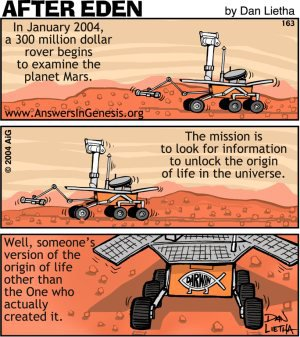 AFTER EDEN
by Dan Lietha
163
In January 2004,
a 300 million dollar
rover begins
to examine the
planet Mars.
www.AnswersInGenesis.org
© 2004 AiG
The mission is
to look for information
to unlock the origin
of life in the universe.
Well, someone's
version of the
origin of life
other than
the One who
actually
created it.
DARWIN
DAN
LIETHA